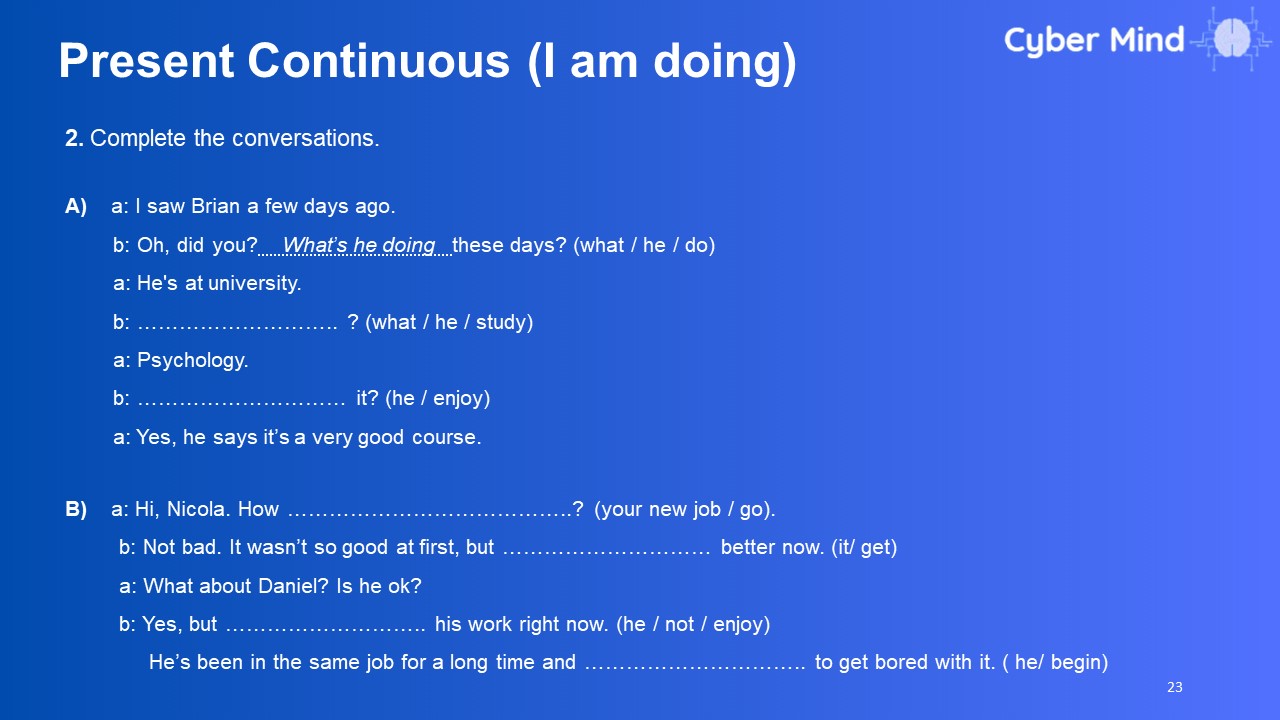 Present Continuous (I am doing)
Cyber Mind
2. Complete the conversations.
A) a: I saw Brian a few days ago.
b: Oh, did you? What's he doing these days? (what / he / do)
a: He's at university.
b: ……………………….. ? (what / he / study)
a: Psychology.
b: ………………………… it? (he / enjoy)
a: Yes, he says it’s a very good course.
B) a: Hi, Nicola. How …………………………………..? (your new job / go).
b: Not bad. It wasn’t so good at first, but ………………………… better now. (it/ get)
a: What about Daniel? Is he ok?
b: Yes, but ……………………….. his work right now. (he / not / enjoy)
He’s been in the same job for a long time and ………………………….. to get bored with it. ( he/ begin)
23